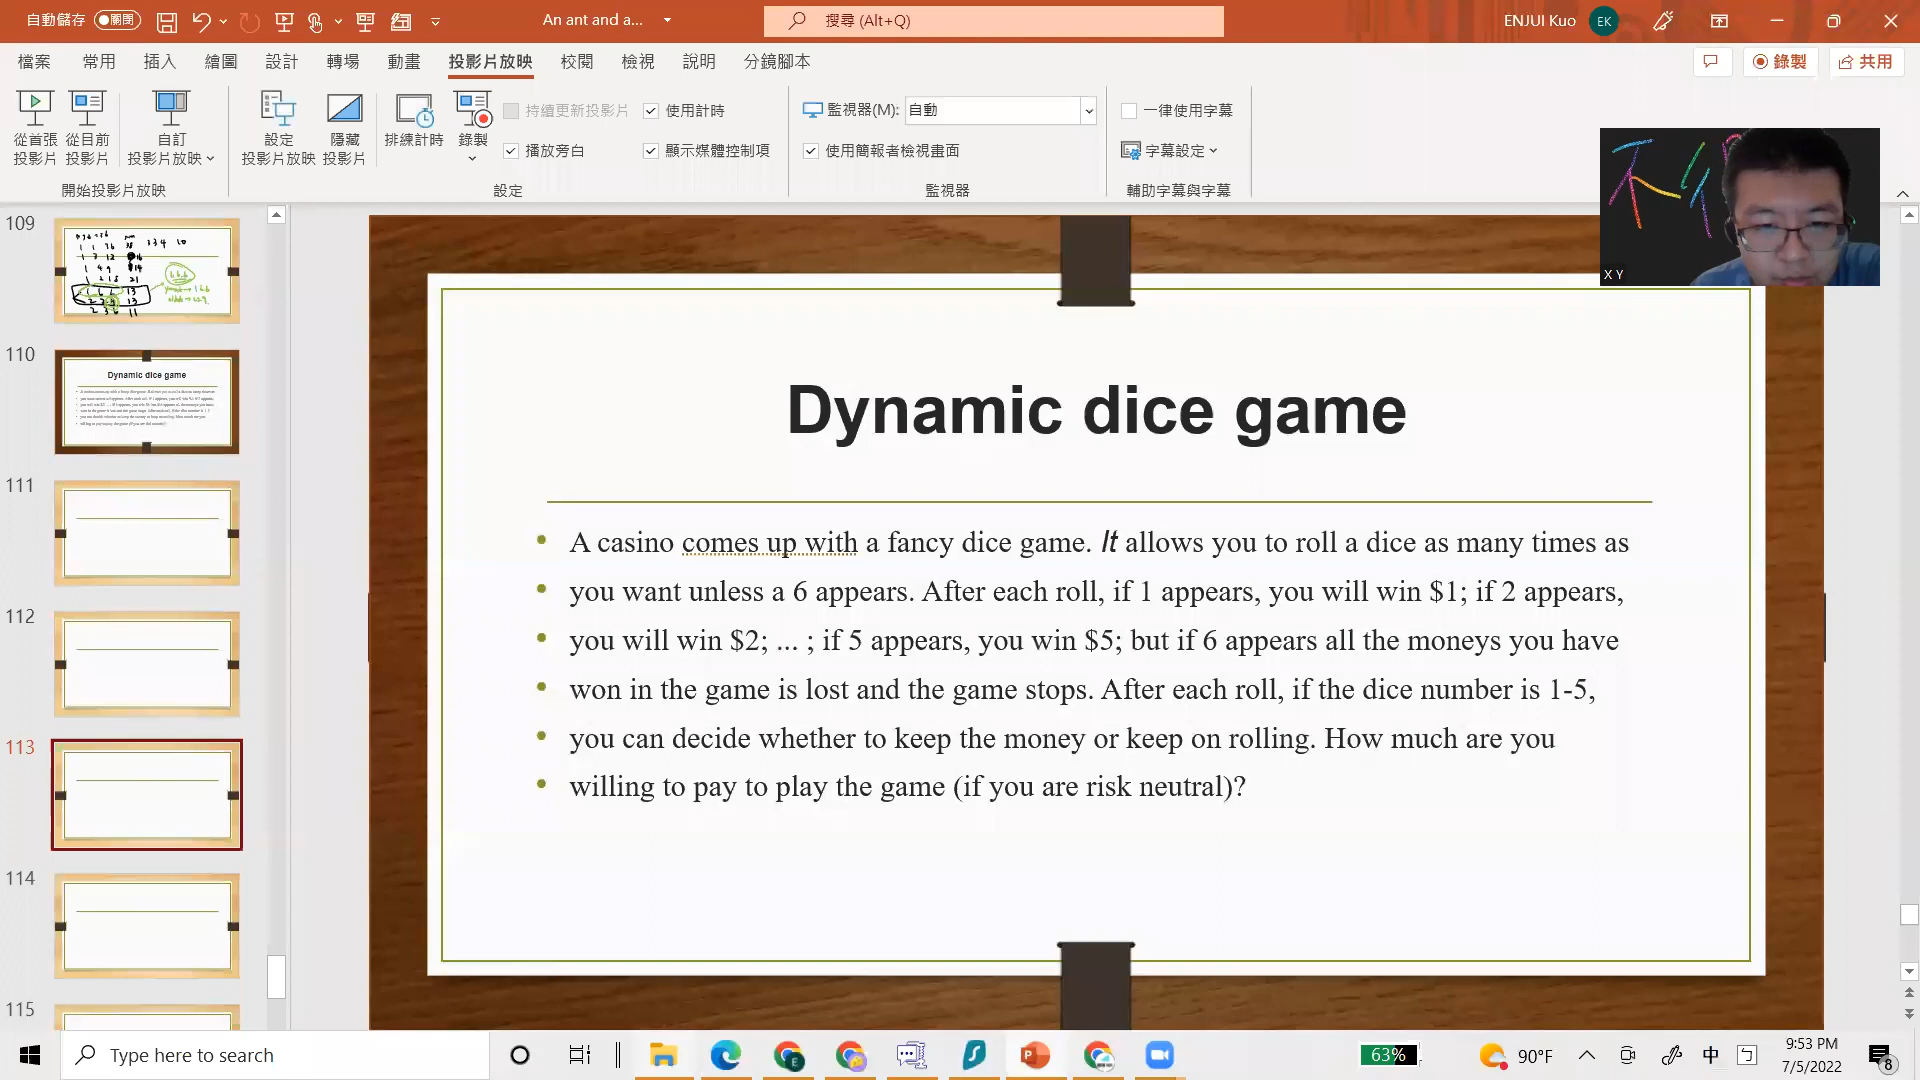 自動儲存 關閉
An ant and a...
搜尋 (Alt+Q)
ENJUI Kuo EK
檔案 常用 插入 繪圖 設計 轉場 動畫 投影片放映 校閱 檢視 說明 分鏡腳本
錄製 共用
從首張
投影片
從目前
投影片
自訂
投影片放映
設定
投影片放映
隱藏
投影片
排練計時
錄製
持續更新投影片
使用計時
播放旁白
顯示媒體控制項
監視器(M): 自動
使用簡報者檢視畫面
一律使用字幕
字幕設定
開始投影片放映
設定
監視器
輔助字幕與字幕
X Y
109
110
Dynamic dice game
111
112
113
114
115
Dynamic dice game
• A casino comes up with a fancy dice game. It allows you to roll a dice as many times as
• you want unless a 6 appears. After each roll, if 1 appears, you will win $1; if 2 appears,
• you will win $2; ... ; if 5 appears, you win $5; but if 6 appears all the moneys you have
• won in the game is lost and the game stops. After each roll, if the dice number is 1-5,
• you can decide whether to keep the money or keep on rolling. How much are you
• willing to pay to play the game (if you are risk neutral)?
Type here to search
63%
90°F
中
9:53 PM
7/5/2022
8